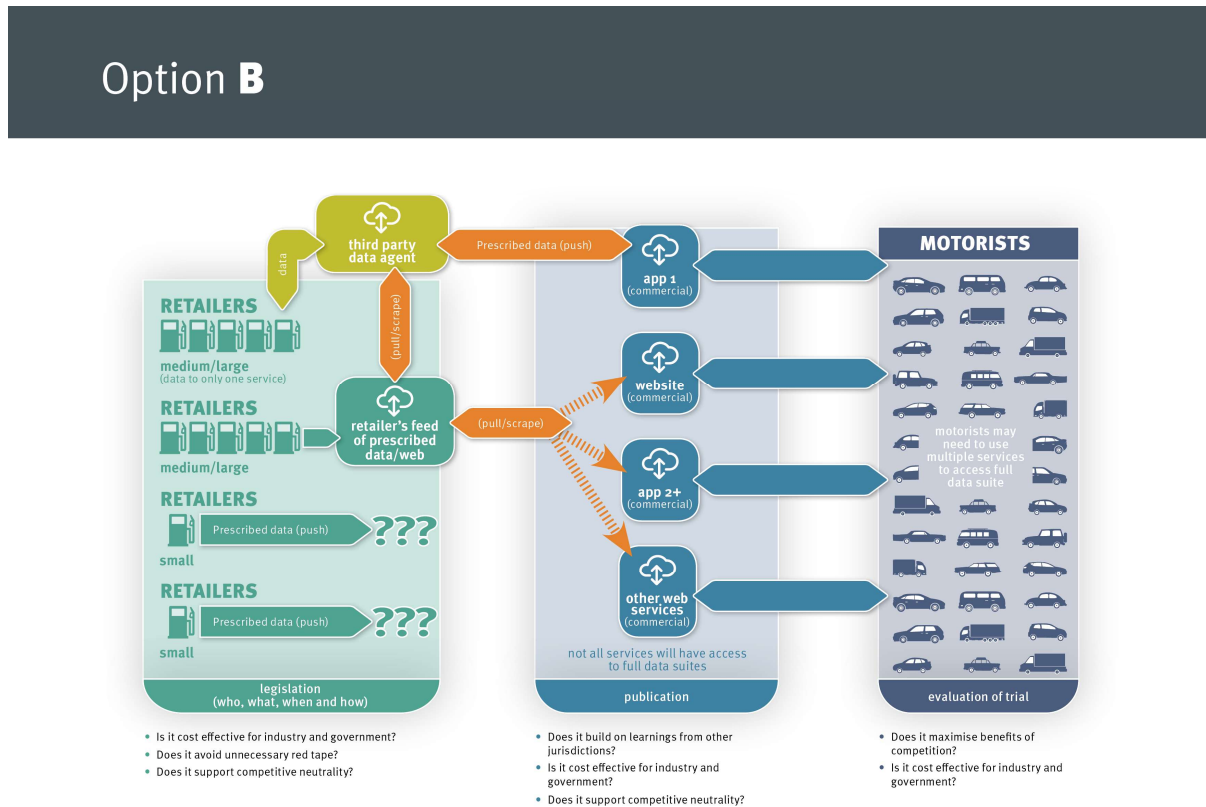 Option B
third party
data agent
data
(pull/scrape)
Prescribed data (push)
RETAILERS
medium/large
(data to only one service)
RETAILERS
medium/large
retailer's feed
of prescribed
data/web
(pull/scrape)
RETAILERS
Prescribed data (push)
???
small
RETAILERS
Prescribed data (push)
???
small
legislation
(who, what, when and how)
app 1
(commercial)
website
(commercial)
app 2+
(commercial)
other web
services
(commercial)
not all services will have access
to full data suites
publication
MOTORISTS
motorists may
need to use
multiple services
to access full
data suite
evaluation of trial
• Is it cost effective for industry and government?
• Does it avoid unnecessary red tape?
• Does it support competitive neutrality?
• Does it build on learnings from other
jurisdictions?
• Is it cost effective for industry and
government?
• Does it support competitive neutrality?
• Does it maximise benefits of
competition?
• Is it cost effective for industry and
government?